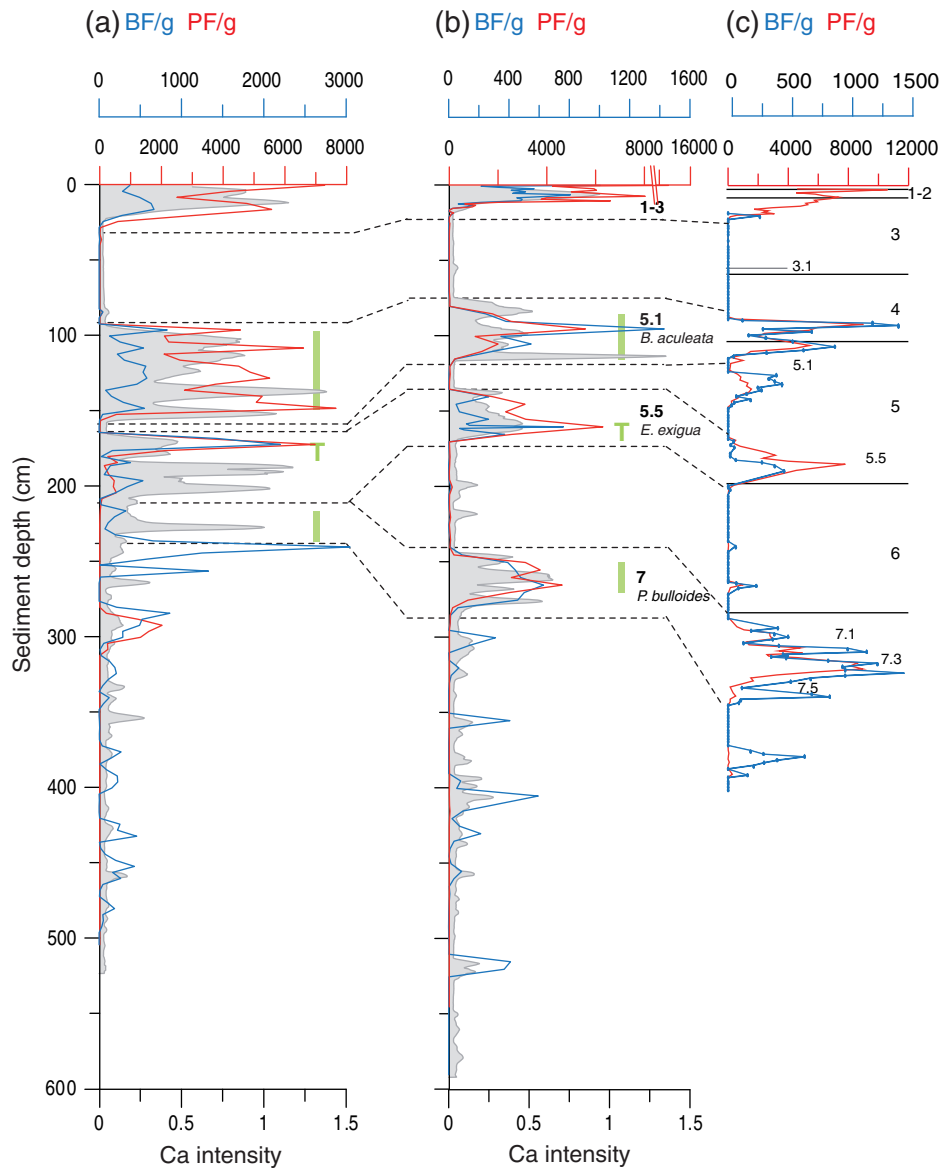 (a) BF/g PF/g
(b) BF/g PF/g
(c) BF/g PF/g
0 1000 2000 3000
0 400 800 1200 1600
0 500 1000 1500
0 2000 4000 6000 8000
0 4000 8000 16000
0 4000 8000 12000
0
100
200
300
400
500
600
Sediment depth (cm)
1-3
5.1
B. aculeata
5.5
E. exigua
7
P. bulloides
1-2
3
3.1
4
5.1
5
5.5
6
7.1
7.3
7.5
0 0.5 1 1.5
0 0.5 1 1.5
Ca intensity
Ca intensity